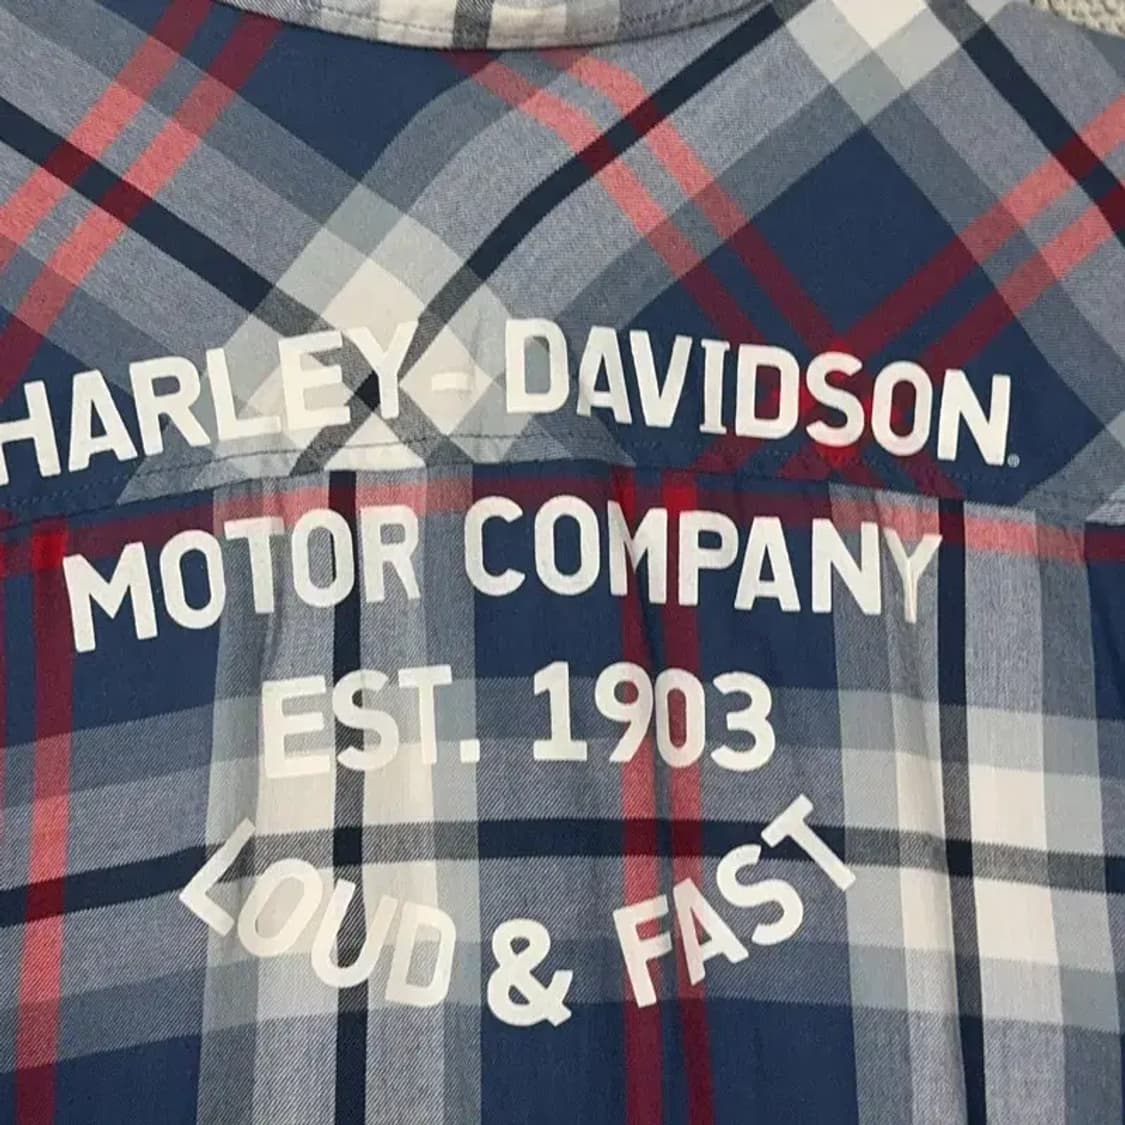 HARLEY-DAVIDSON®
MOTOR COMPANY
EST. 1903
LOUD & FAST